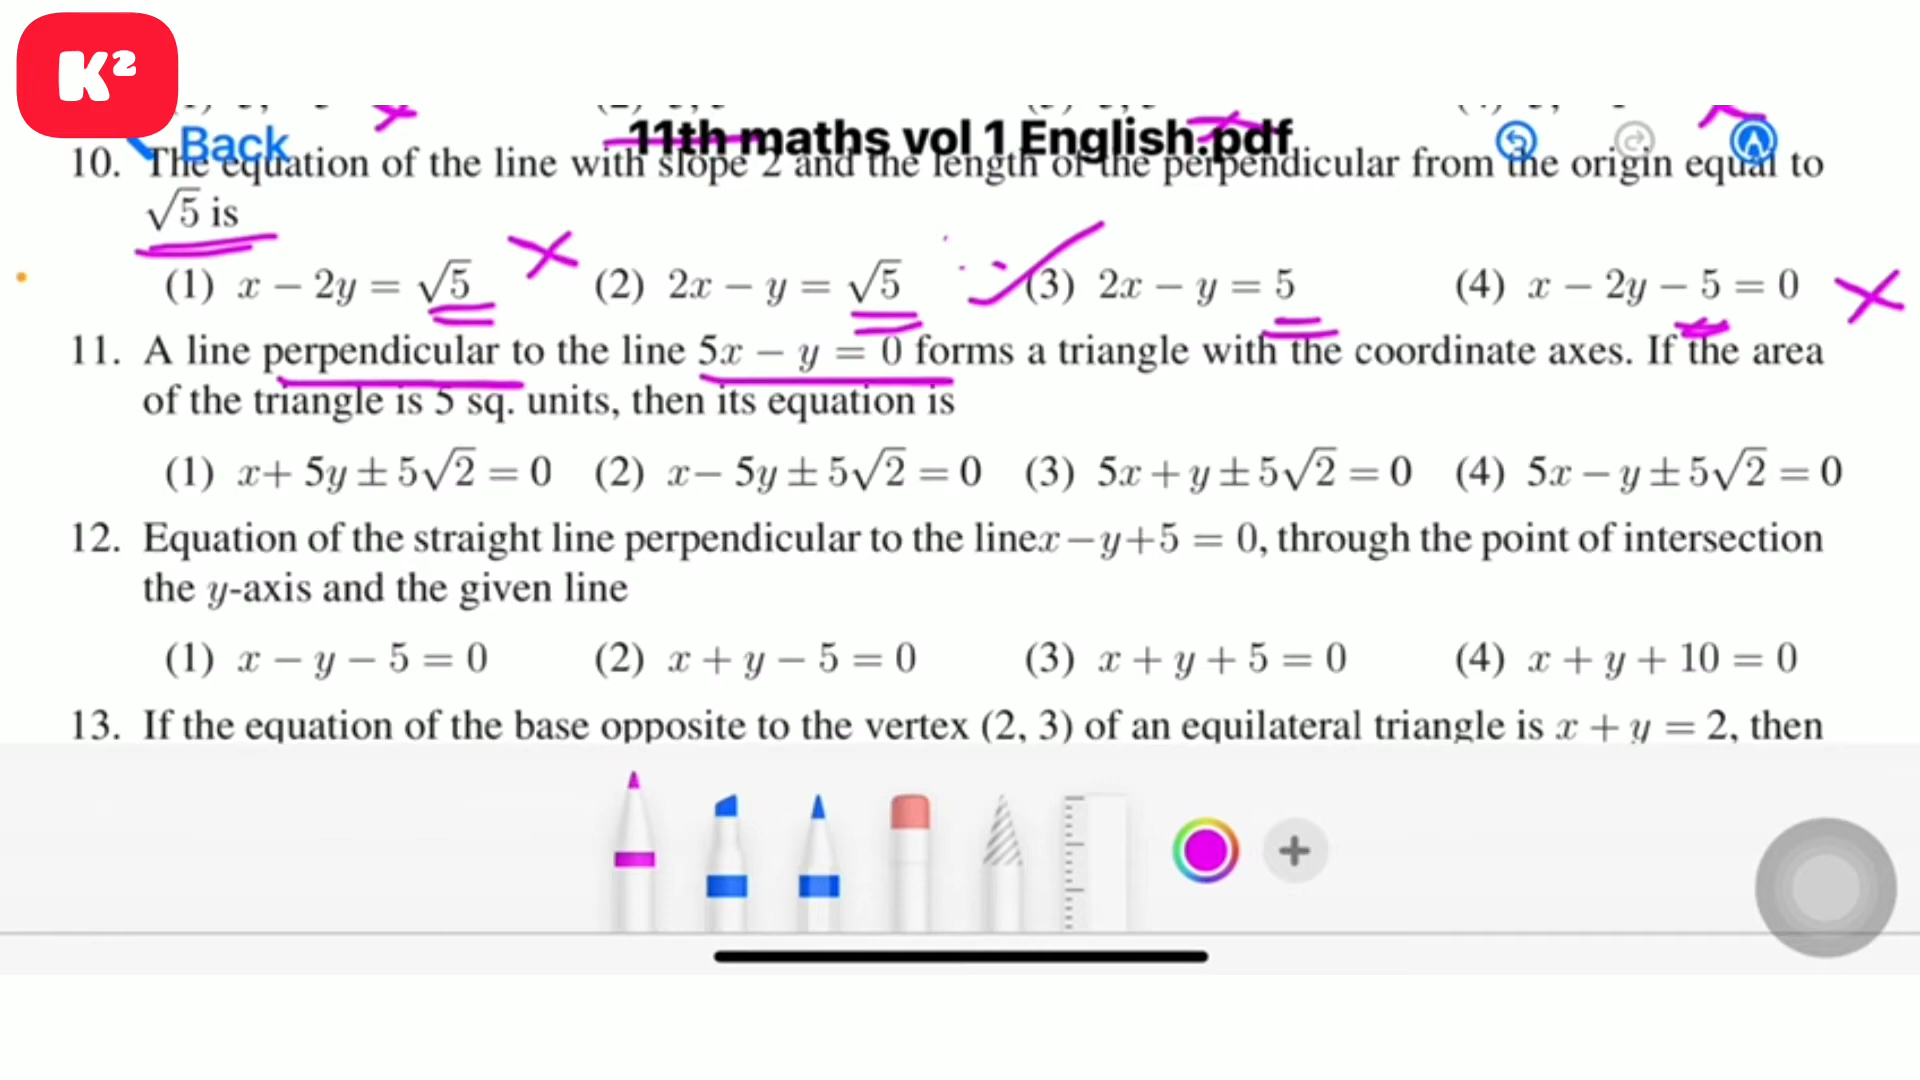 K²
Back
11th maths vol 1 English.pdf
10. The equation of the line with slope 2 and the length of the perpendicular from the origin equal to
√5 is
(1) x − 2y = √5 (2) 2x − y = √5 (3) 2x − y = 5 (4) x − 2y − 5 = 0
11. A line perpendicular to the line 5x − y = 0 forms a triangle with the coordinate axes. If the area
of the triangle is 5 sq. units, then its equation is
(1) x+ 5y ± 5√2 = 0 (2) x− 5y ± 5√2 = 0 (3) 5x + y ± 5√2 = 0 (4) 5x − y ± 5√2 = 0
12. Equation of the straight line perpendicular to the linex − y + 5 = 0, through the point of intersection
the y-axis and the given line
(1) x − y − 5 = 0 (2) x + y − 5 = 0 (3) x + y + 5 = 0 (4) x + y + 10 = 0
13. If the equation of the base opposite to the vertex (2, 3) of an equilateral triangle is x + y = 2, then